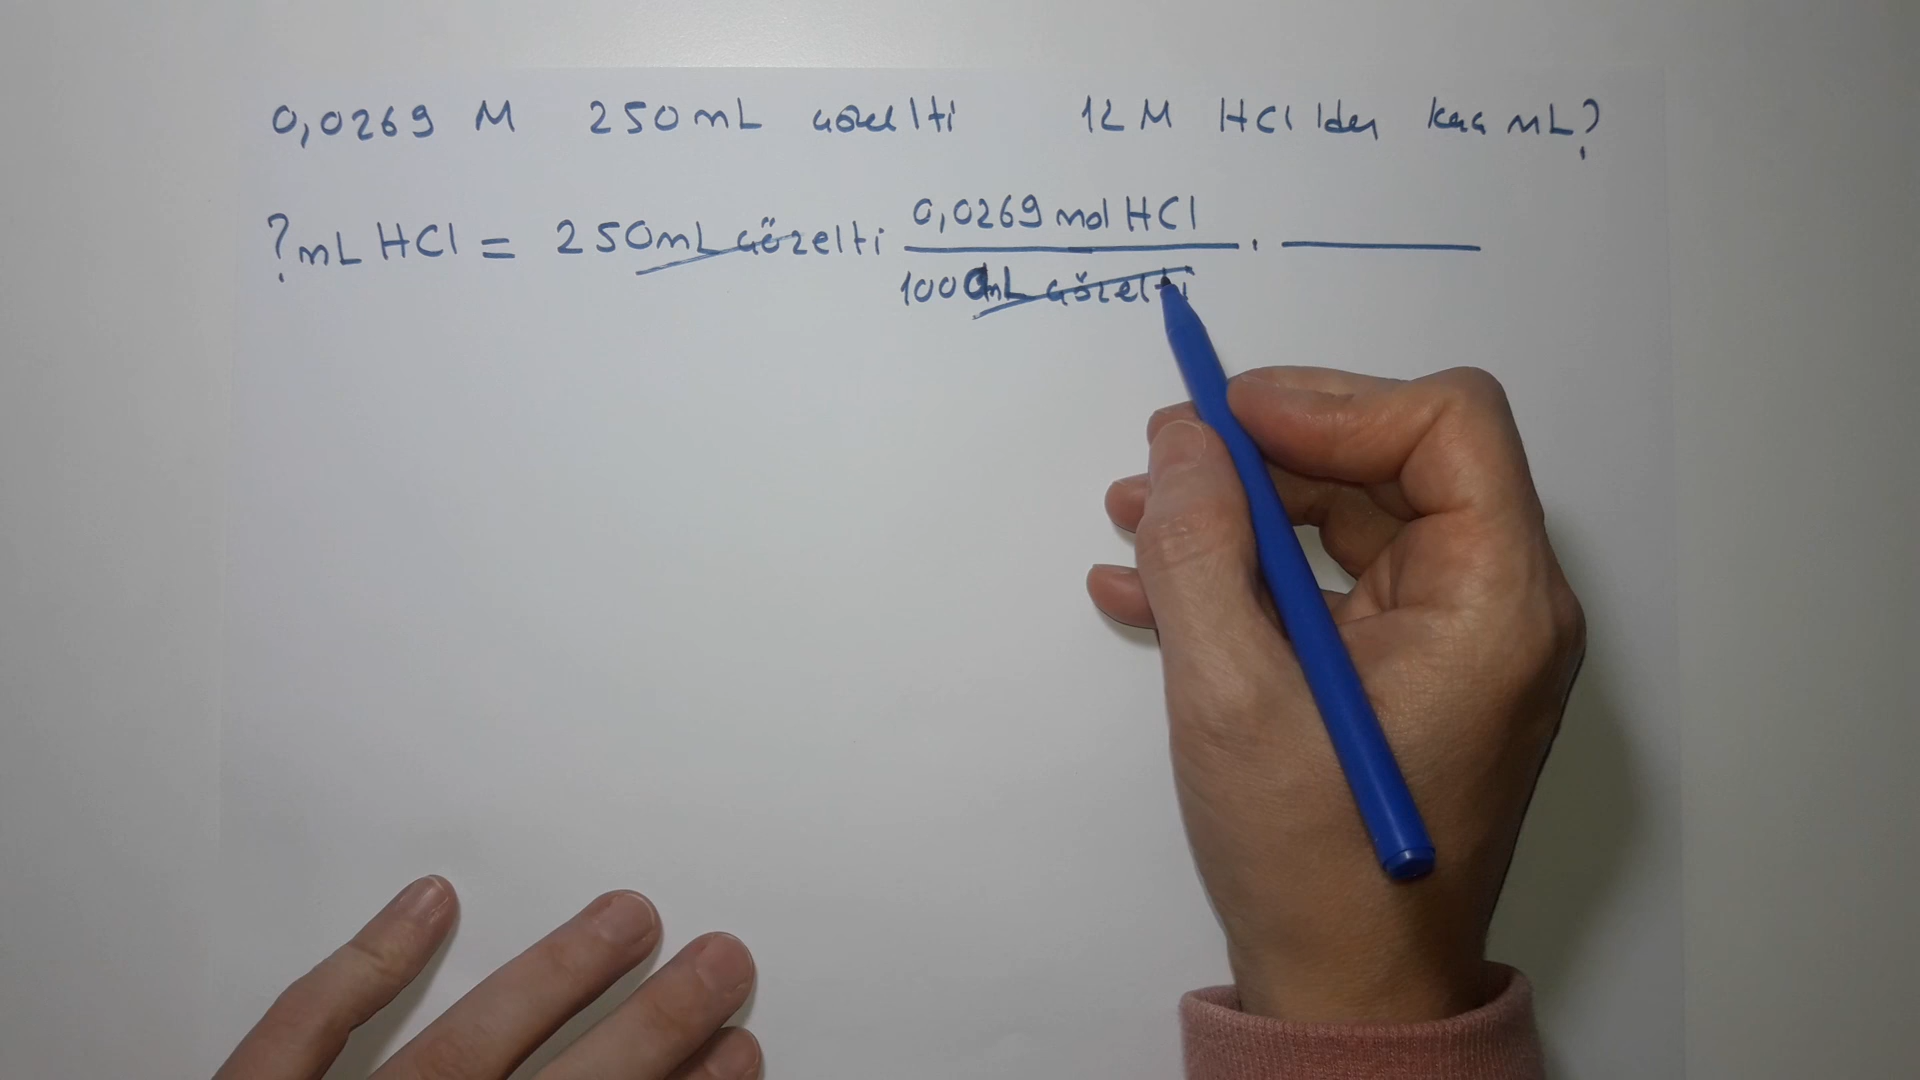 0,0269 M 250 mL çözelti 12 M HCl'den kaç mL?
? mL HCl = 250 mL çözelti 0,0269 mol HCl .
1000 mL çözelti